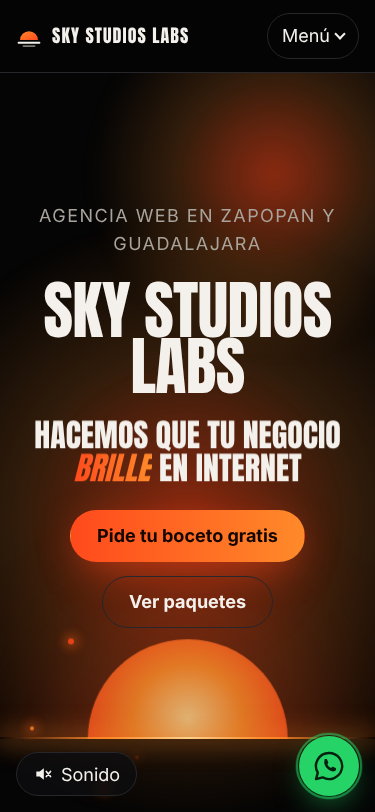 SKY STUDIOS LABS
Menú
AGENCIA WEB EN ZAPOPAN Y
GUADALAJARA
SKY STUDIOS
LABS
HACEMOS QUE TU NEGOCIO
BRILLE EN INTERNET
Pide tu boceto gratis
Ver paquetes
Sonido